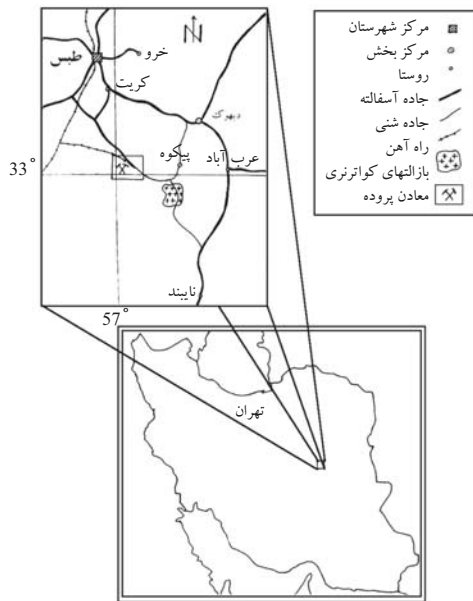 مرکز شهرستان
مرکز بخش
روستا
جاده آسفالته
جاده شنی
راه آهن
بازالتهای کواترنری
معادن پروده
N
خرو
طبس
کریت
دیهوک
پیکوه
عرب آباد
33°
نایبند
57°
تهران